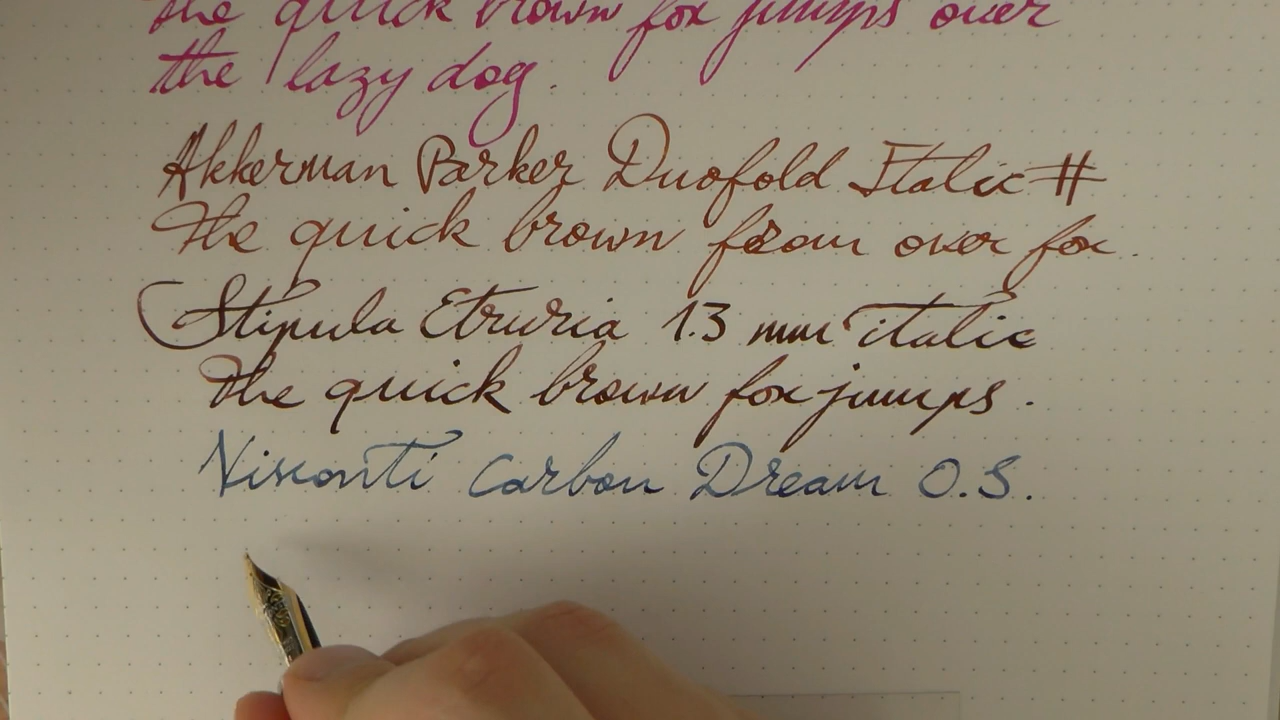 the quick brown fox jumps over
the lazy dog.
Akkerman Parker Duofold Italic #
The quick brown from over fox.
Stipula Etruria 1.3 mm italic
The quick brown fox jumps.
Visconti Carbon Dream O.S.